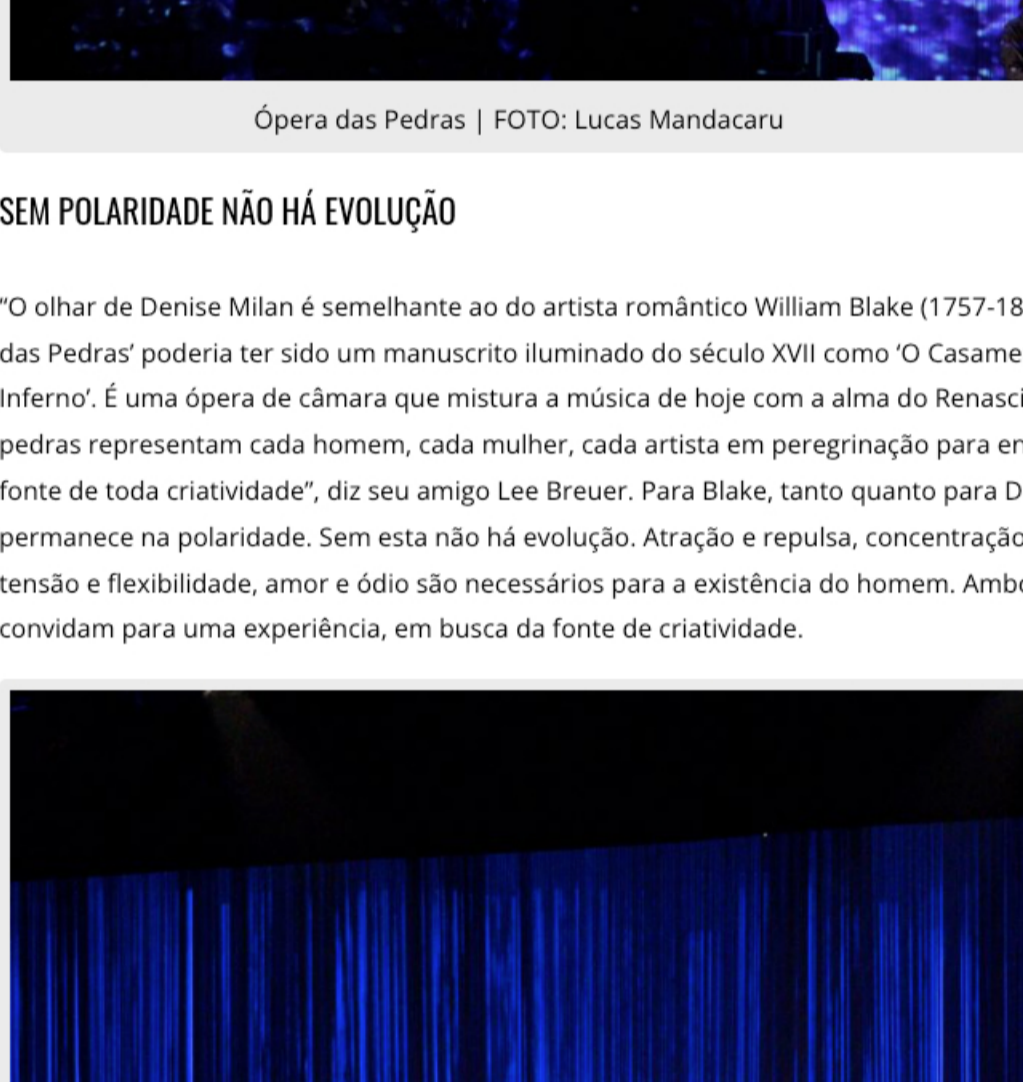 Ópera das Pedras | FOTO: Lucas Mandacaru
SEM POLARIDADE NÃO HÁ EVOLUÇÃO
“O olhar de Denise Milan é semelhante ao do artista romântico William Blake (1757-18
das Pedras’ poderia ter sido um manuscrito iluminado do século XVII como ‘O Casame
Inferno’. É uma ópera de câmara que mistura a música de hoje com a alma do Renasci
pedras representam cada homem, cada mulher, cada artista em peregrinação para en
fonte de toda criatividade”, diz seu amigo Lee Breuer. Para Blake, tanto quanto para D
permanece na polaridade. Sem esta não há evolução. Atração e repulsa, concentração
tensão e flexibilidade, amor e ódio são necessários para a existência do homem. Ambo
convidam para uma experiência, em busca da fonte de criatividade.